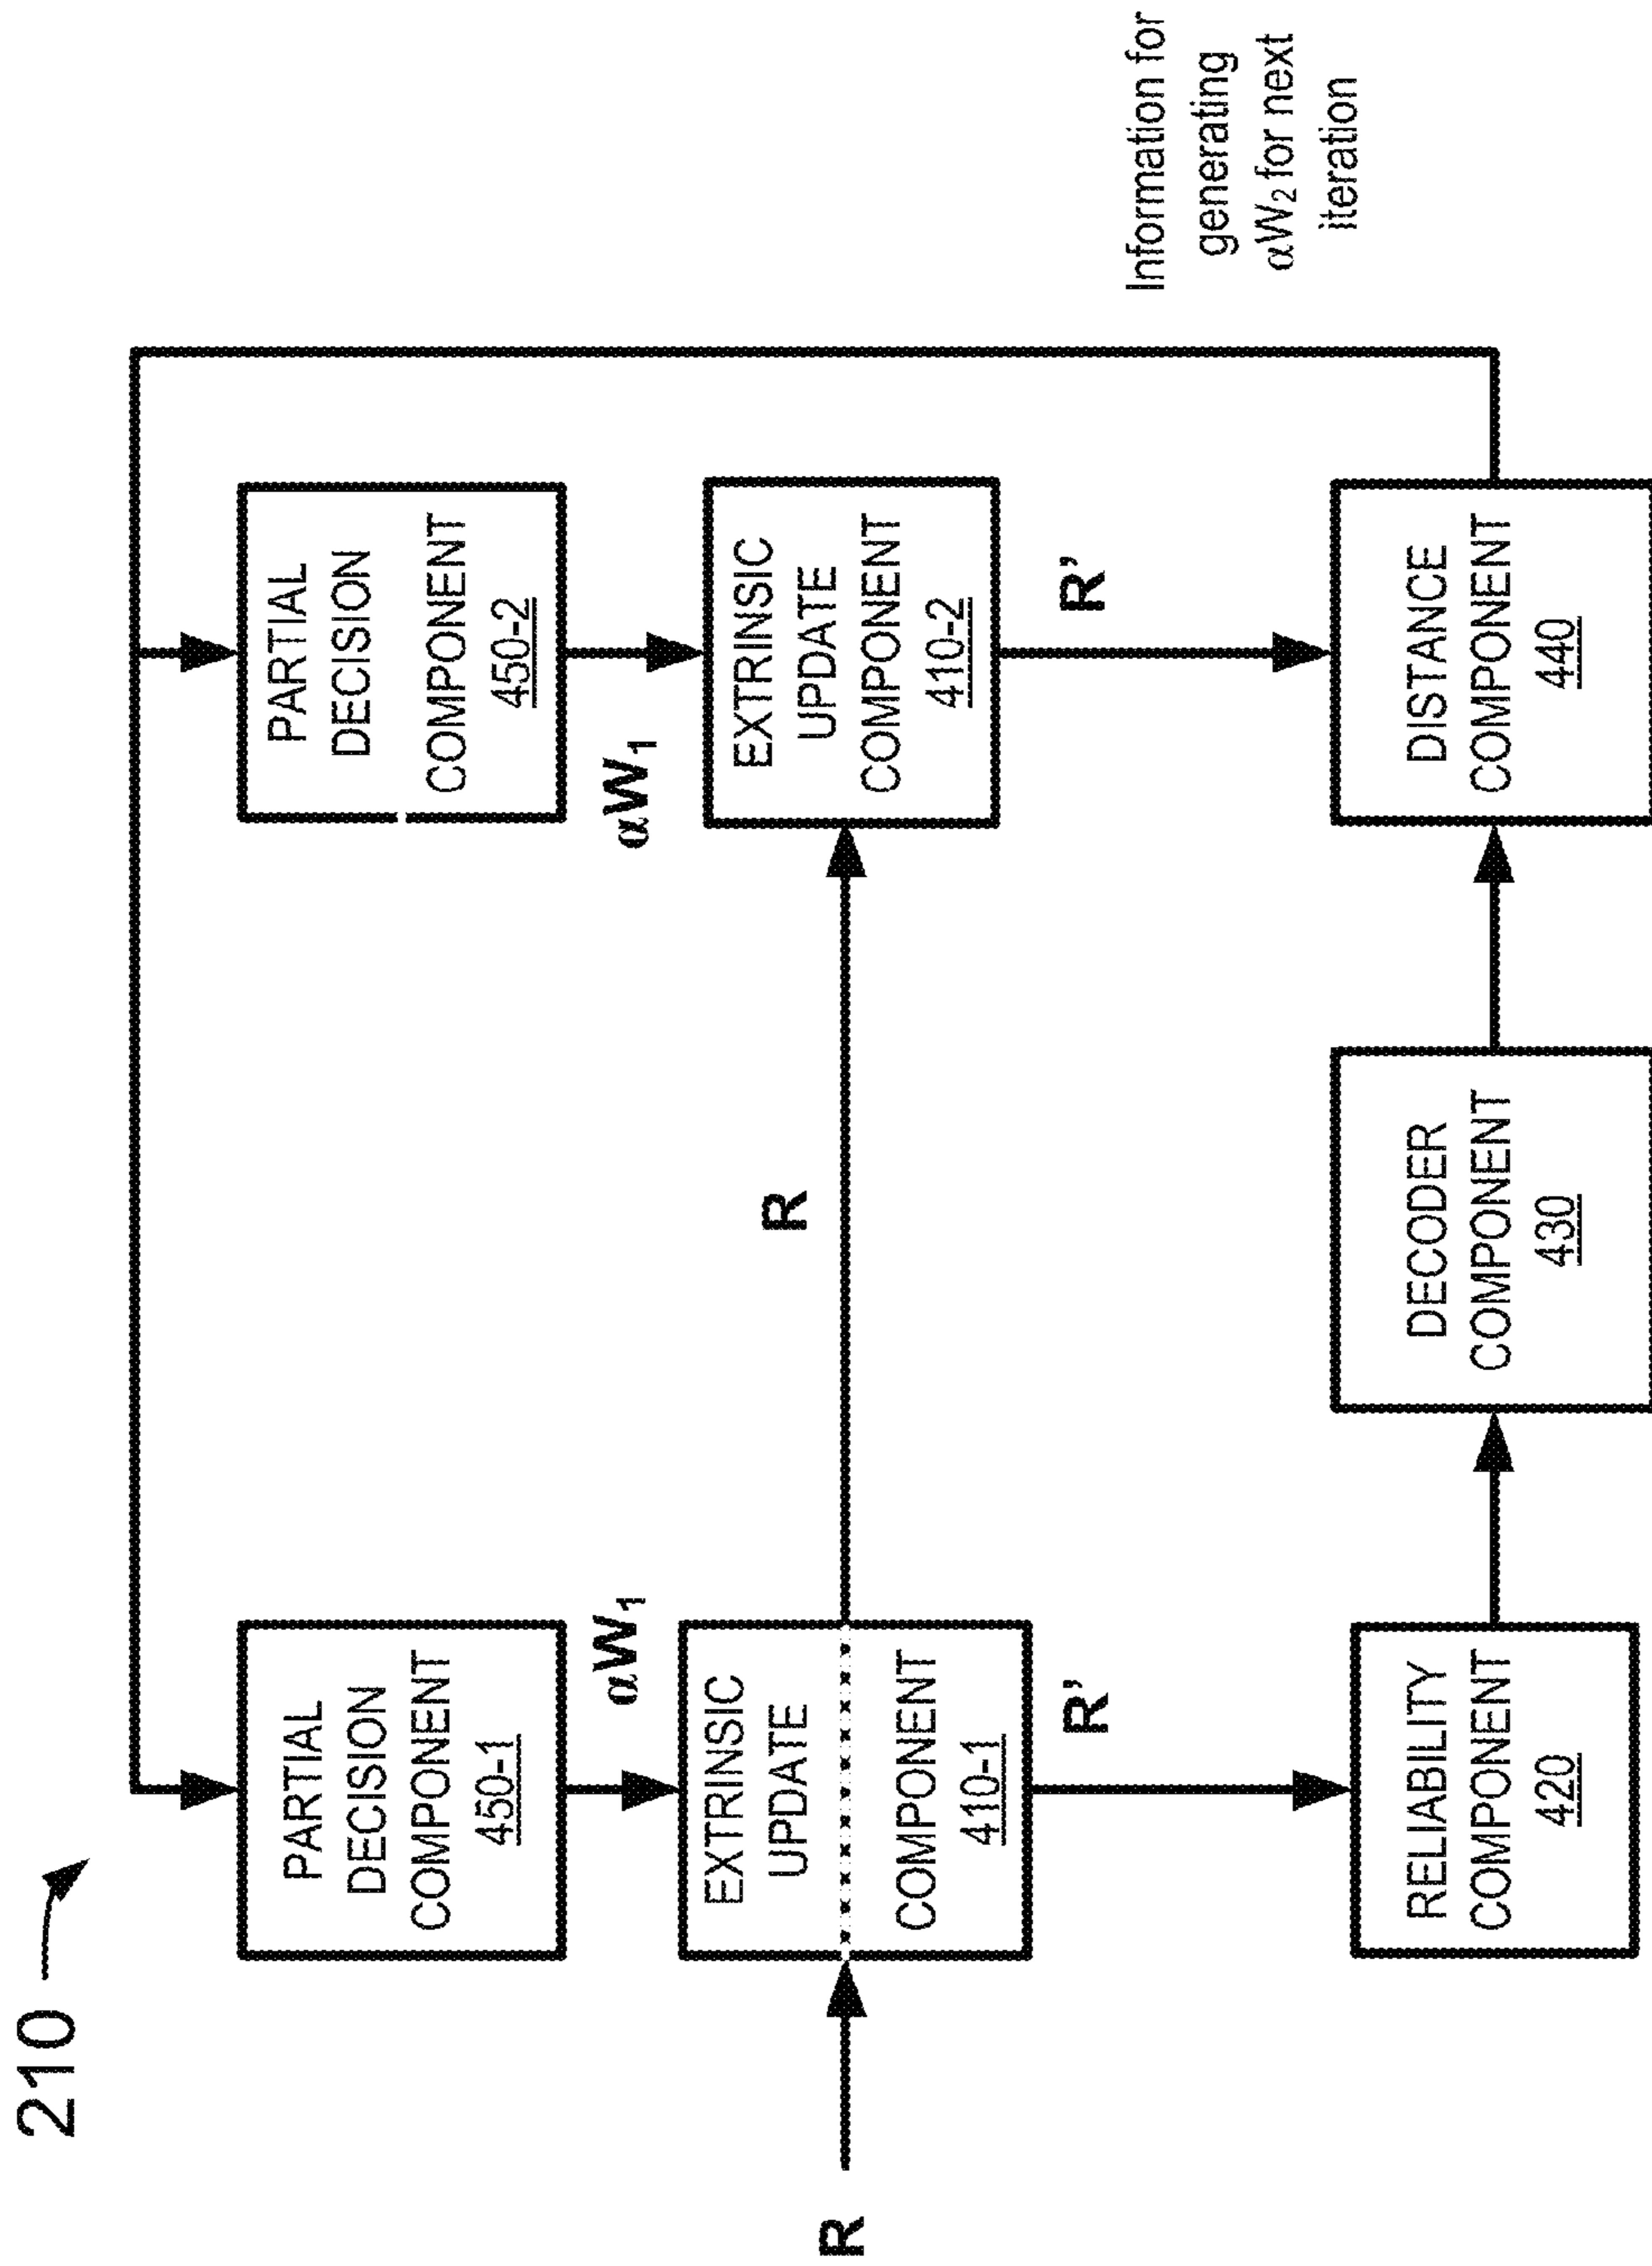 210
PARTIAL
DECISION
COMPONENT
450-1
PARTIAL
DECISION
COMPONENT
450-2
αW₁
αW₁
R
EXTRINSIC
UPDATE
COMPONENT
410-1
R
EXTRINSIC
UPDATE
COMPONENT
410-2
R'
R'
Information for
generating
αW₂ for next
iteration
RELIABILITY
COMPONENT
420
DECODER
COMPONENT
430
DISTANCE
COMPONENT
440